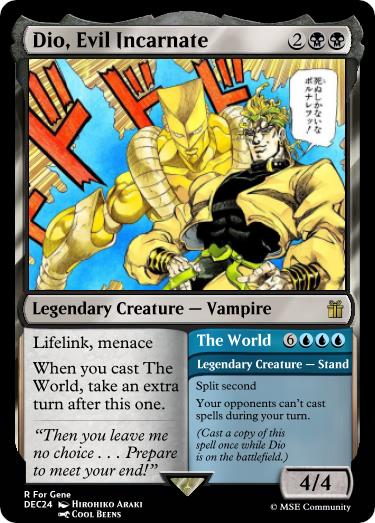 Dio, Evil Incarnate 2
死ぬしかないな
ポルナレフッ!
ドドド
Legendary Creature — Vampire
Lifelink, menace
When you cast The
World, take an extra
turn after this one.
“Then you leave me
no choice . . . Prepare
to meet your end!”
The World 6
Legendary Creature — Stand
Split second
Your opponents can't cast
spells during your turn.
(Cast a copy of this
spell once while Dio
is on the battlefield.)
4/4
R For Gene
DEC24 Hirohiko Araki
Cool Beens
© MSE Community